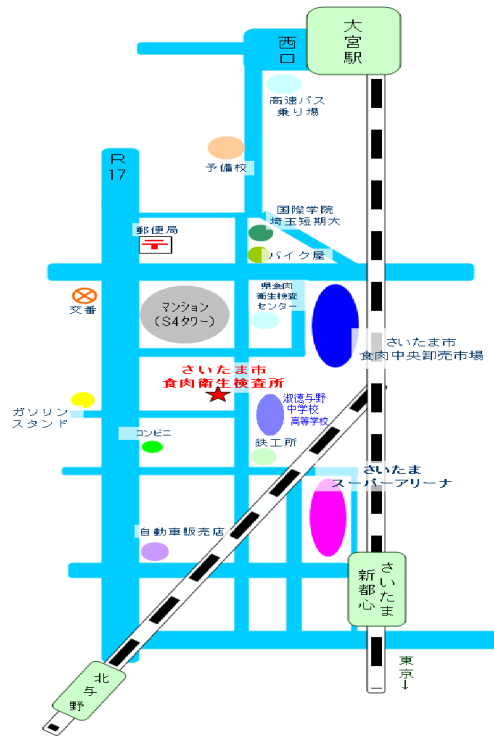 大宮駅
西口
高速バス
乗り場
予備校
R
17
国際学院
埼玉短期大
郵便局
バイク屋
県食肉
衛生検査
センター
交番
マンション
(S4タワー)
さいたま市
食肉中央卸売市場
さいたま市
食肉衛生検査所
淑徳与野
中学校
高等学校
ガソリン
スタンド
コンビニ
鉄工所
さいたま
スーパーアリーナ
自動車販売店
さいたま
新都心
北与野
東京↓